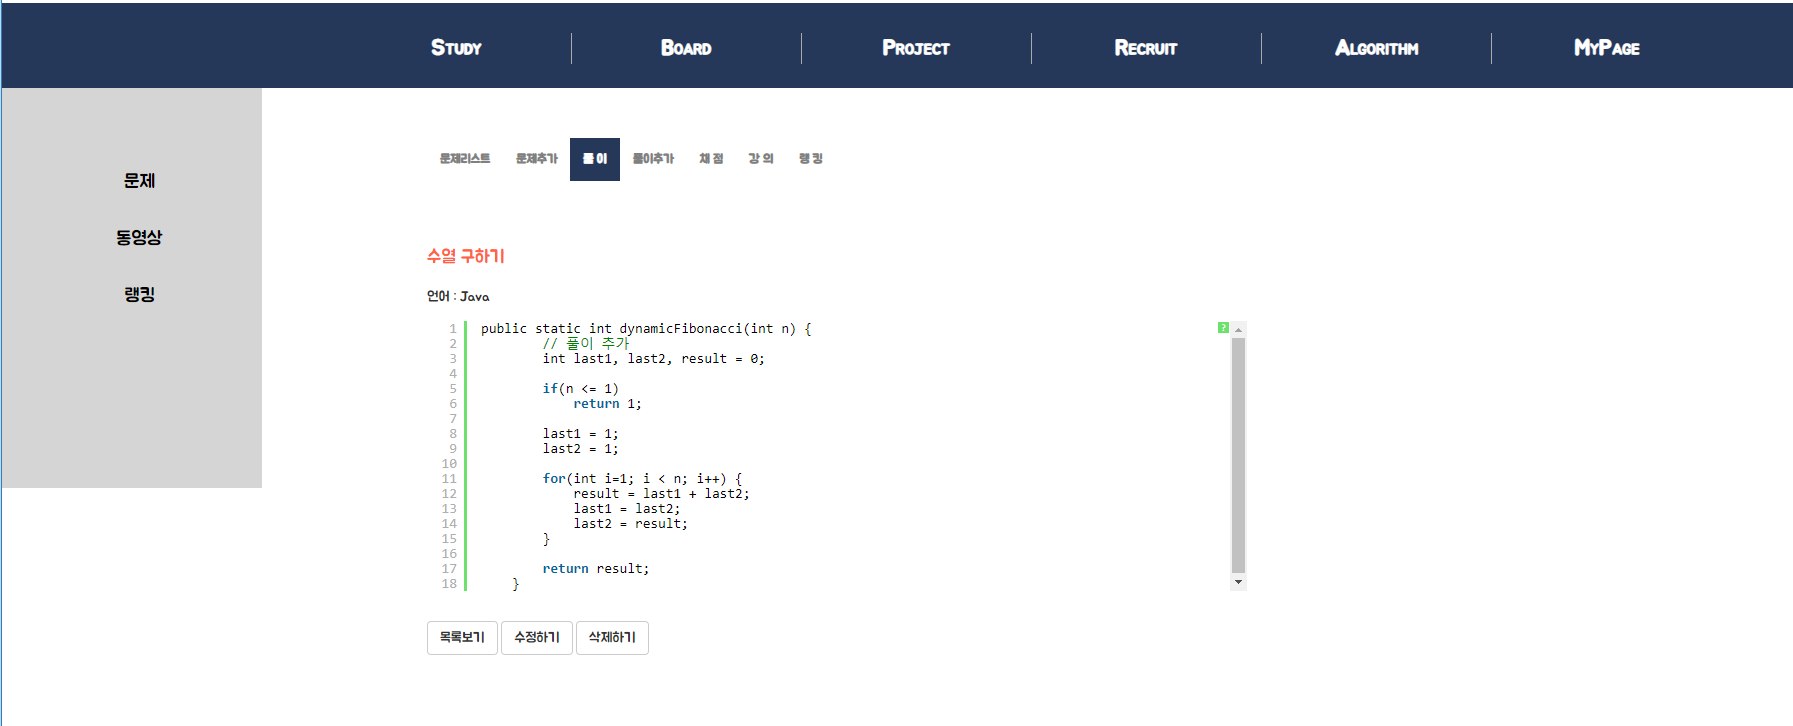 Study Board Project Recruit Algorithm MyPage
문제
동영상
랭킹
문제리스트 문제추가 풀 이 풀이추가 채 점 강 의 랭 킹
수열 구하기
언어 : Java
?
1 public static int dynamicFibonacci(int n) {
2 // 풀이 추가
3 int last1, last2, result = 0;
4
5 if(n <= 1)
6 return 1;
7
8 last1 = 1;
9 last2 = 1;
10
11 for(int i=1; i < n; i++) {
12 result = last1 + last2;
13 last1 = last2;
14 last2 = result;
15 }
16
17 return result;
18 }
목록보기 수정하기 삭제하기